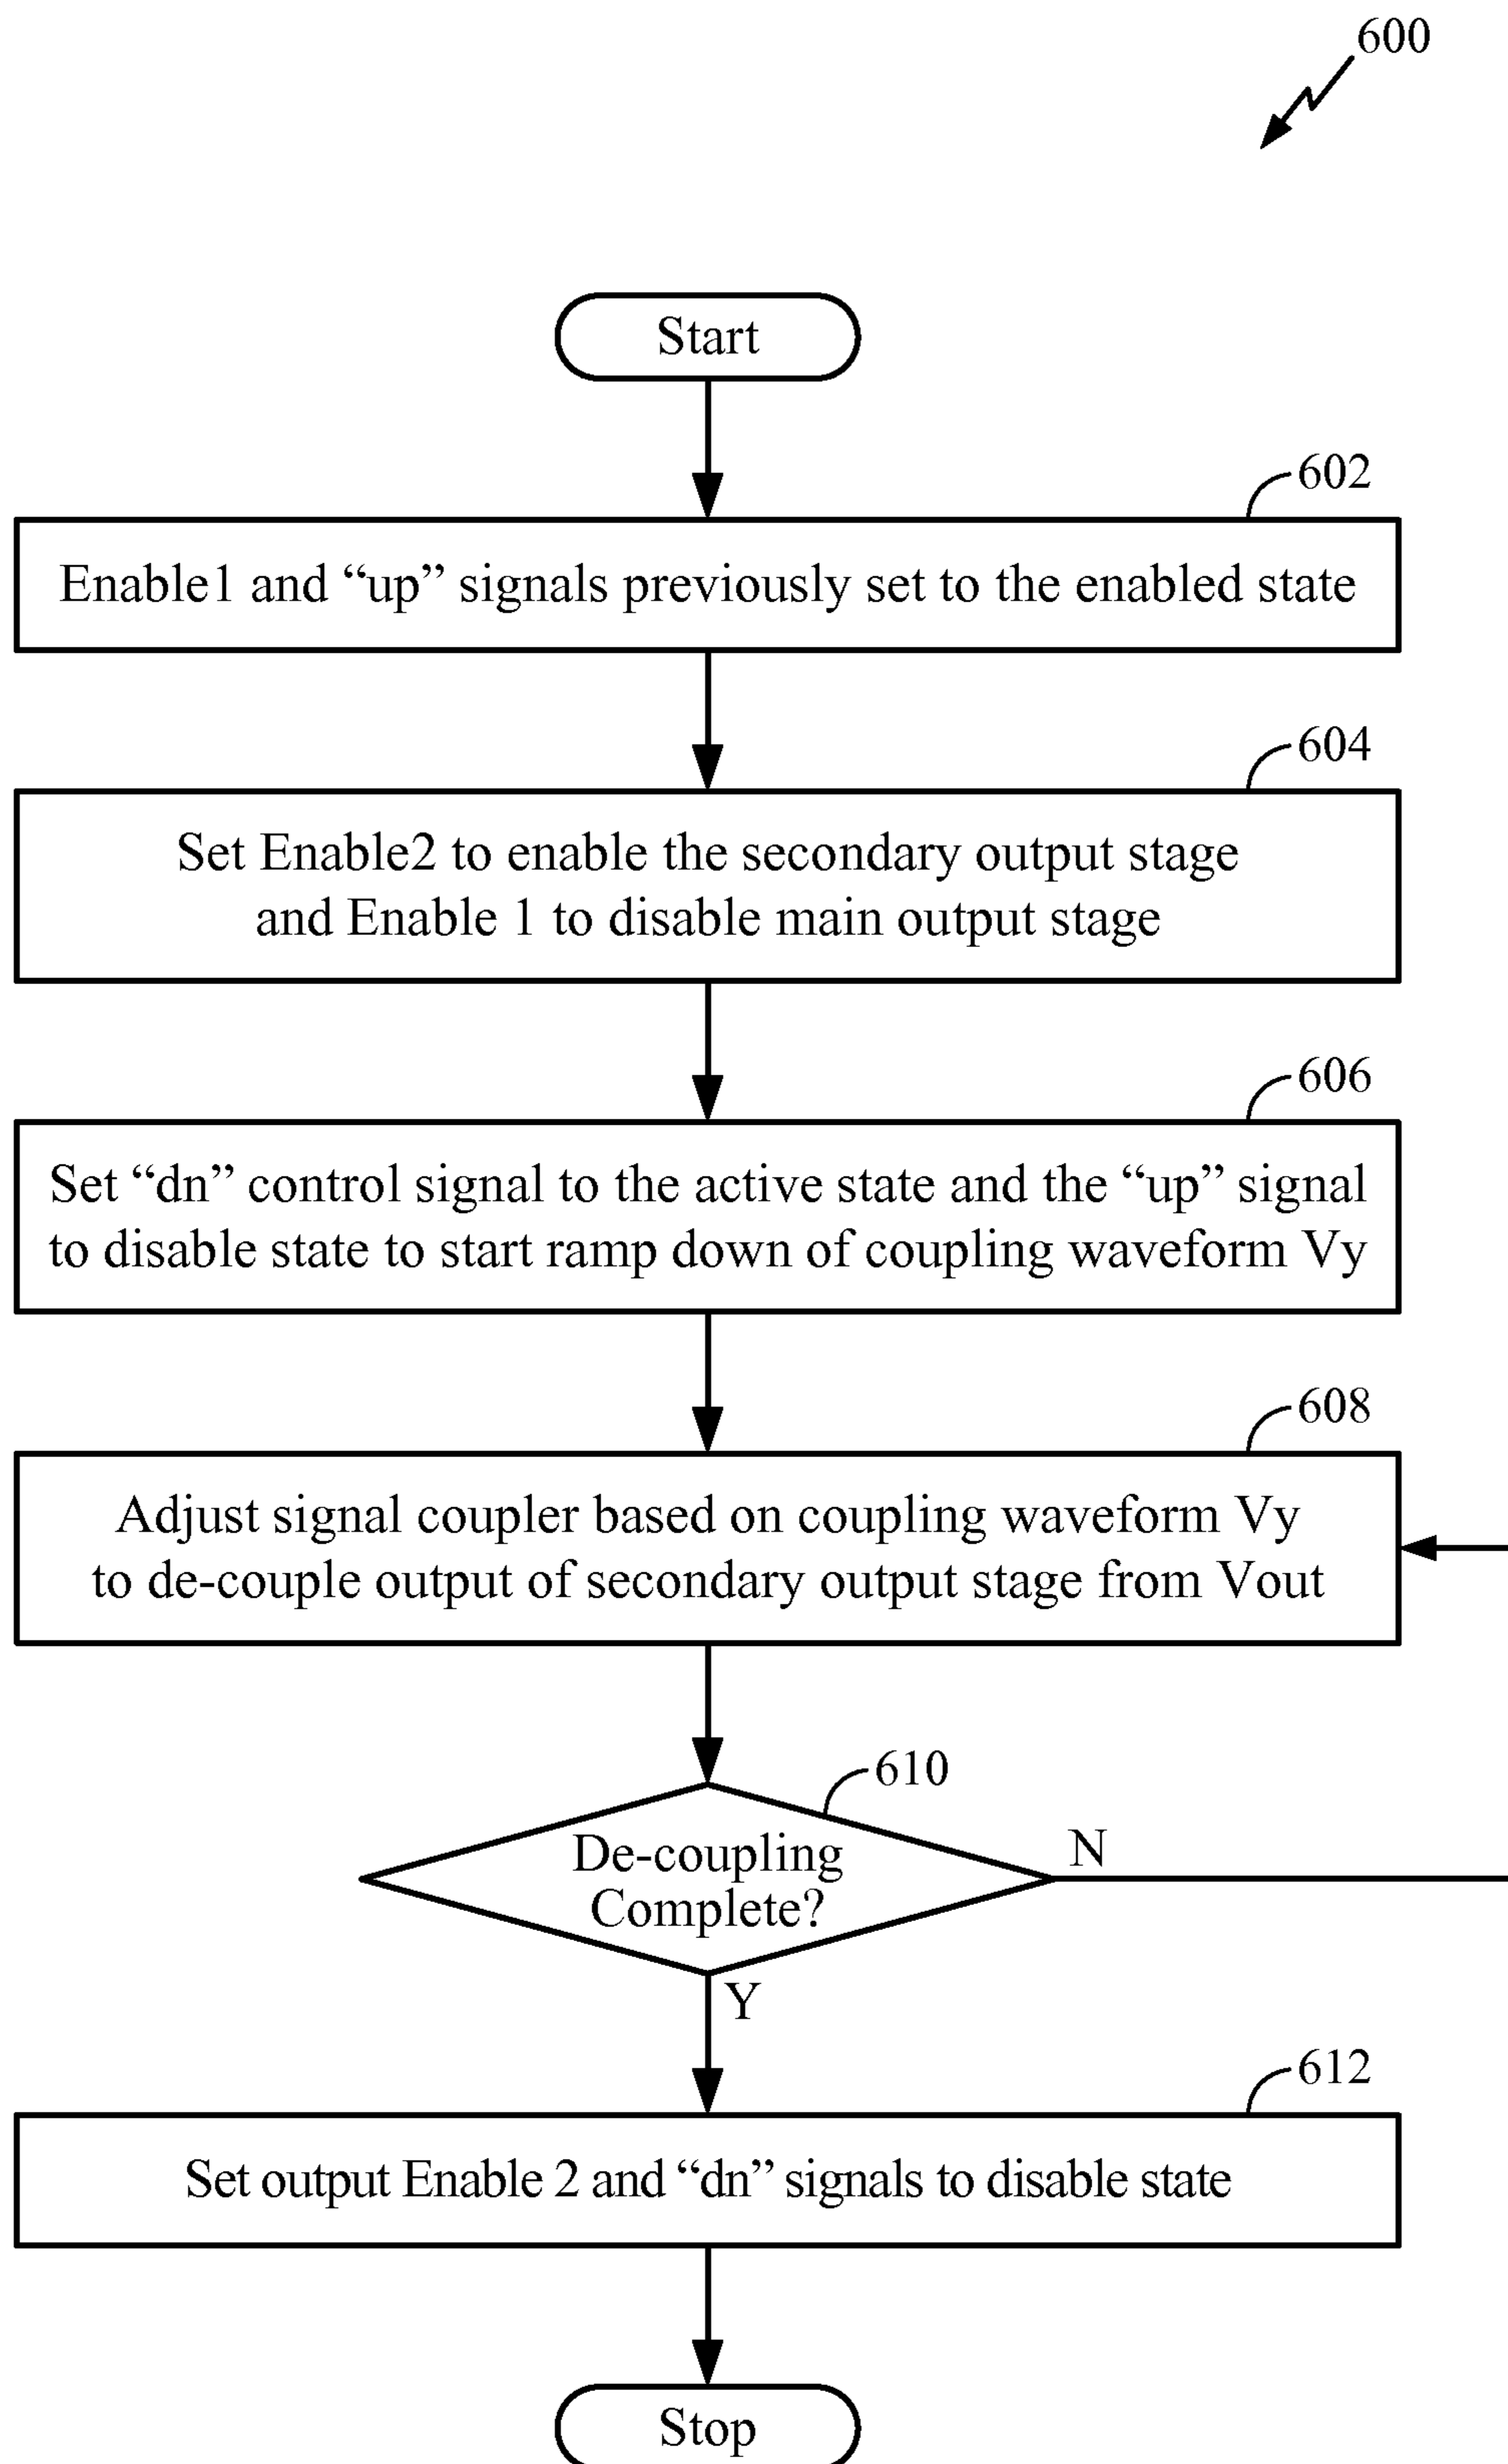 600
Start
602
Enable1 and “up” signals previously set to the enabled state
604
Set Enable2 to enable the secondary output stage
and Enable 1 to disable main output stage
606
Set “dn” control signal to the active state and the “up” signal
to disable state to start ramp down of coupling waveform Vy
608
Adjust signal coupler based on coupling waveform Vy
to de-couple output of secondary output stage from Vout
610
De-coupling
Complete?
N
Y
612
Set output Enable 2 and “dn” signals to disable state
Stop